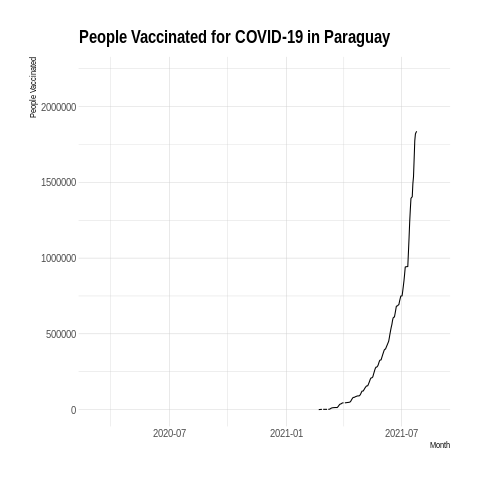 People Vaccinated for COVID-19 in Paraguay
People Vaccinated
2000000
1500000
1000000
500000
0
2020-07 2021-01 2021-07
Month